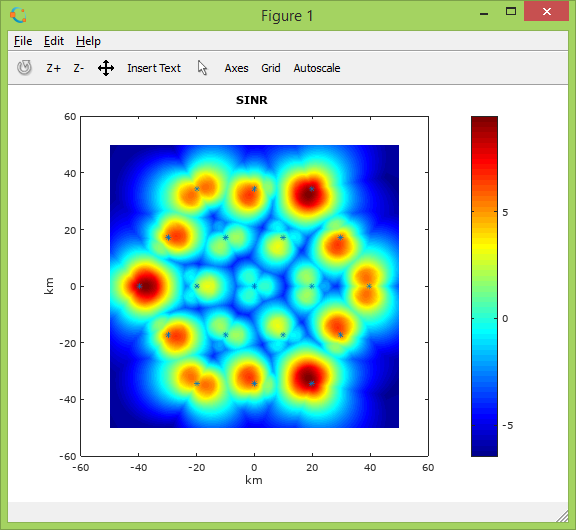 Figure 1
File Edit Help
Z+ Z- Insert Text Axes Grid Autoscale
SINR
60
40
20
0
-20
-40
-60
km
-60 -40 -20 0 20 40 60
km
5
0
-5